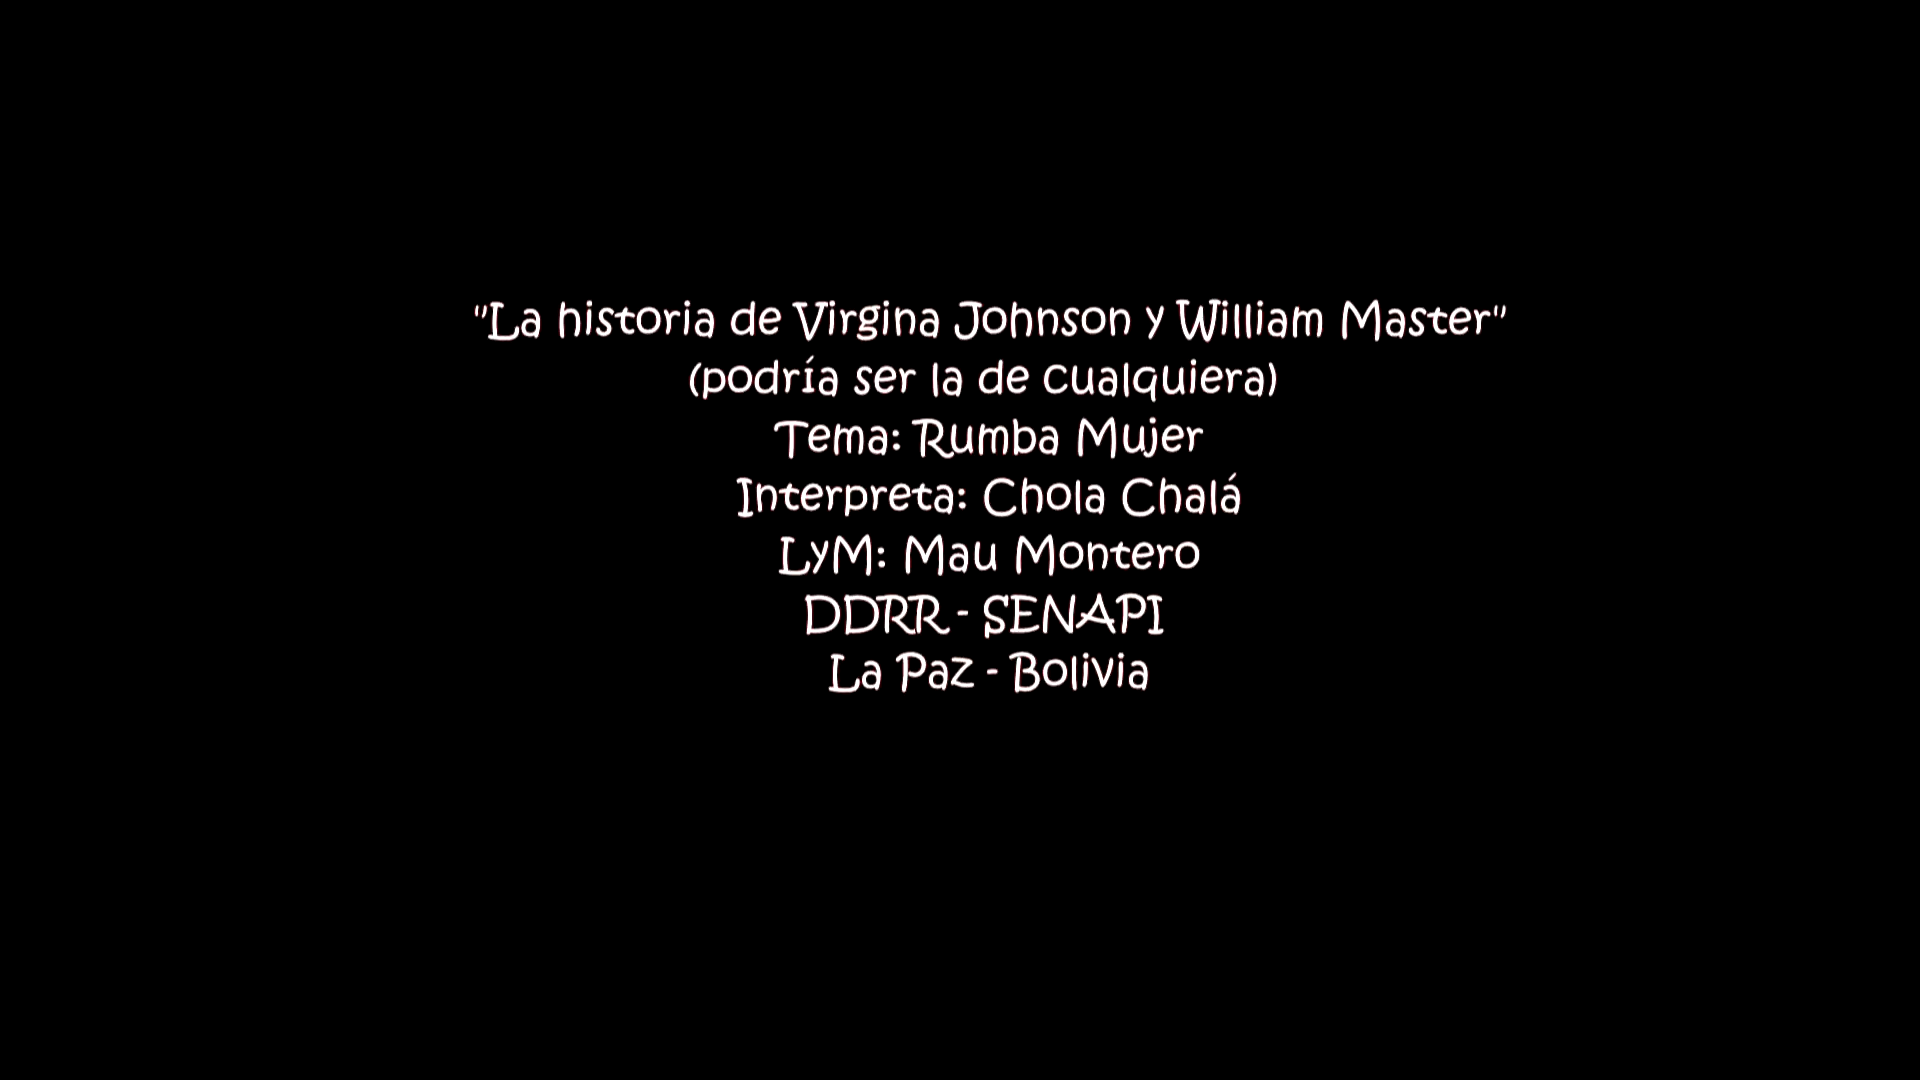 "La historia de Virgina Johnson y William Master"
(podría ser la de cualquiera)
Tema: Rumba Mujer
Interpreta: Chola Chalá
LyM: Mau Montero
DDRR - SENAPI
La Paz - Bolivia